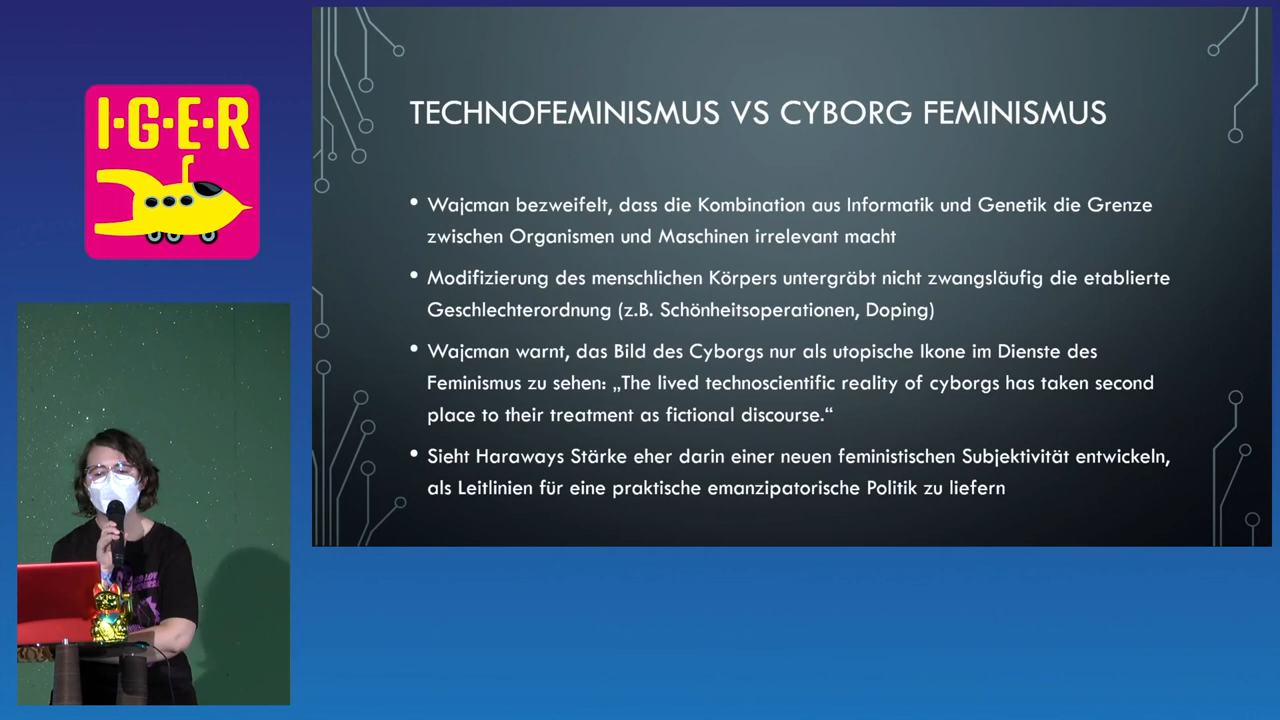 I·G·E·R
TECHNOFEMINISMUS VS CYBORG FEMINISMUS
• Wajcman bezweifelt, dass die Kombination aus Informatik und Genetik die Grenze
zwischen Organismen und Maschinen irrelevant macht
• Modifizierung des menschlichen Körpers untergräbt nicht zwangsläufig die etablierte
Geschlechterordnung (z.B. Schönheitsoperationen, Doping)
• Wajcman warnt, das Bild des Cyborgs nur als utopische Ikone im Dienste des
Feminismus zu sehen: „The lived technoscientific reality of cyborgs has taken second
place to their treatment as fictional discourse.“
• Sieht Haraways Stärke eher darin einer neuen feministischen Subjektivität entwickeln,
als Leitlinien für eine praktische emanzipatorische Politik zu liefern